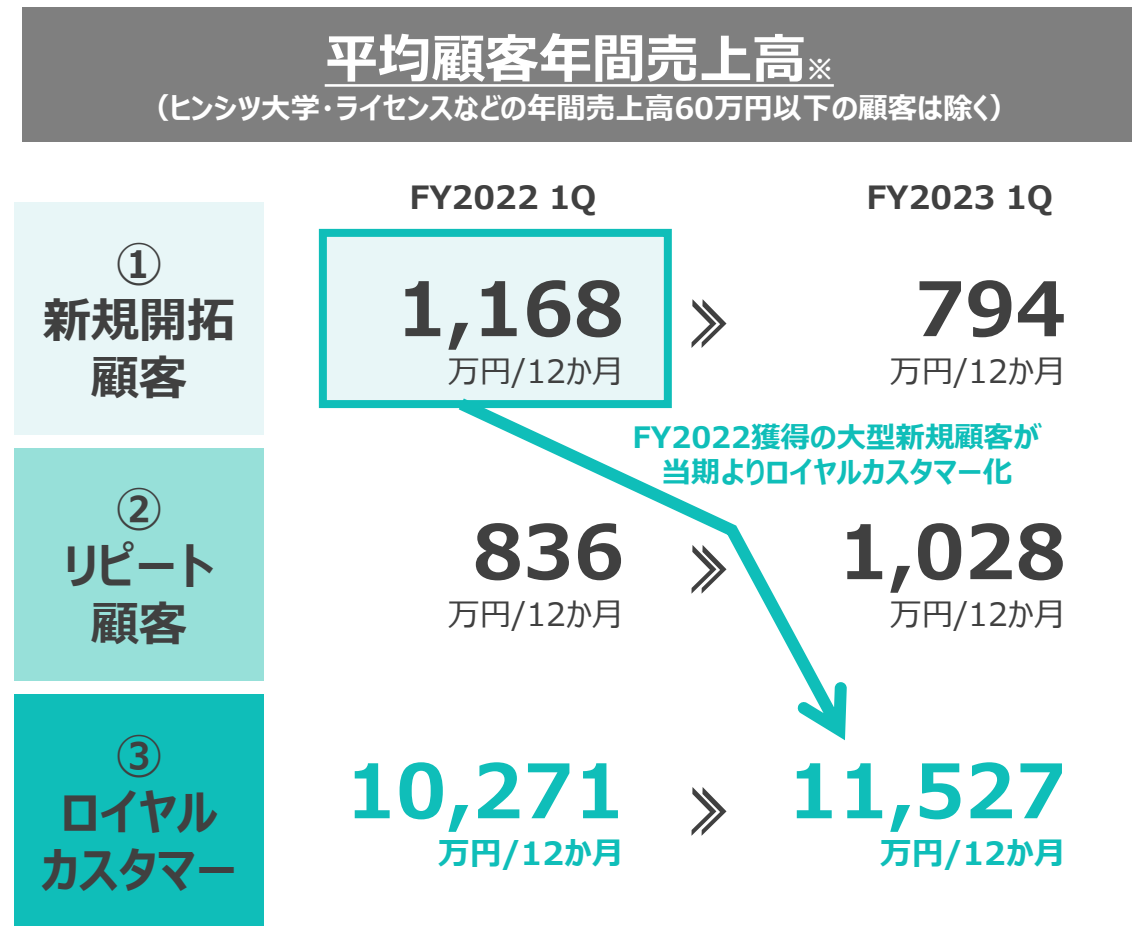 平均顧客年間売上高※
（ヒンシツ大学・ライセンスなどの年間売上高60万円以下の顧客は除く）
FY2022 1Q
FY2023 1Q
①
新規開拓
顧客
1,168
万円/12か月
794
万円/12か月
FY2022獲得の大型新規顧客が
当期よりロイヤルカスタマー化
②
リピート
顧客
836
万円/12か月
1,028
万円/12か月
③
ロイヤル
カスタマー
10,271
万円/12か月
11,527
万円/12か月